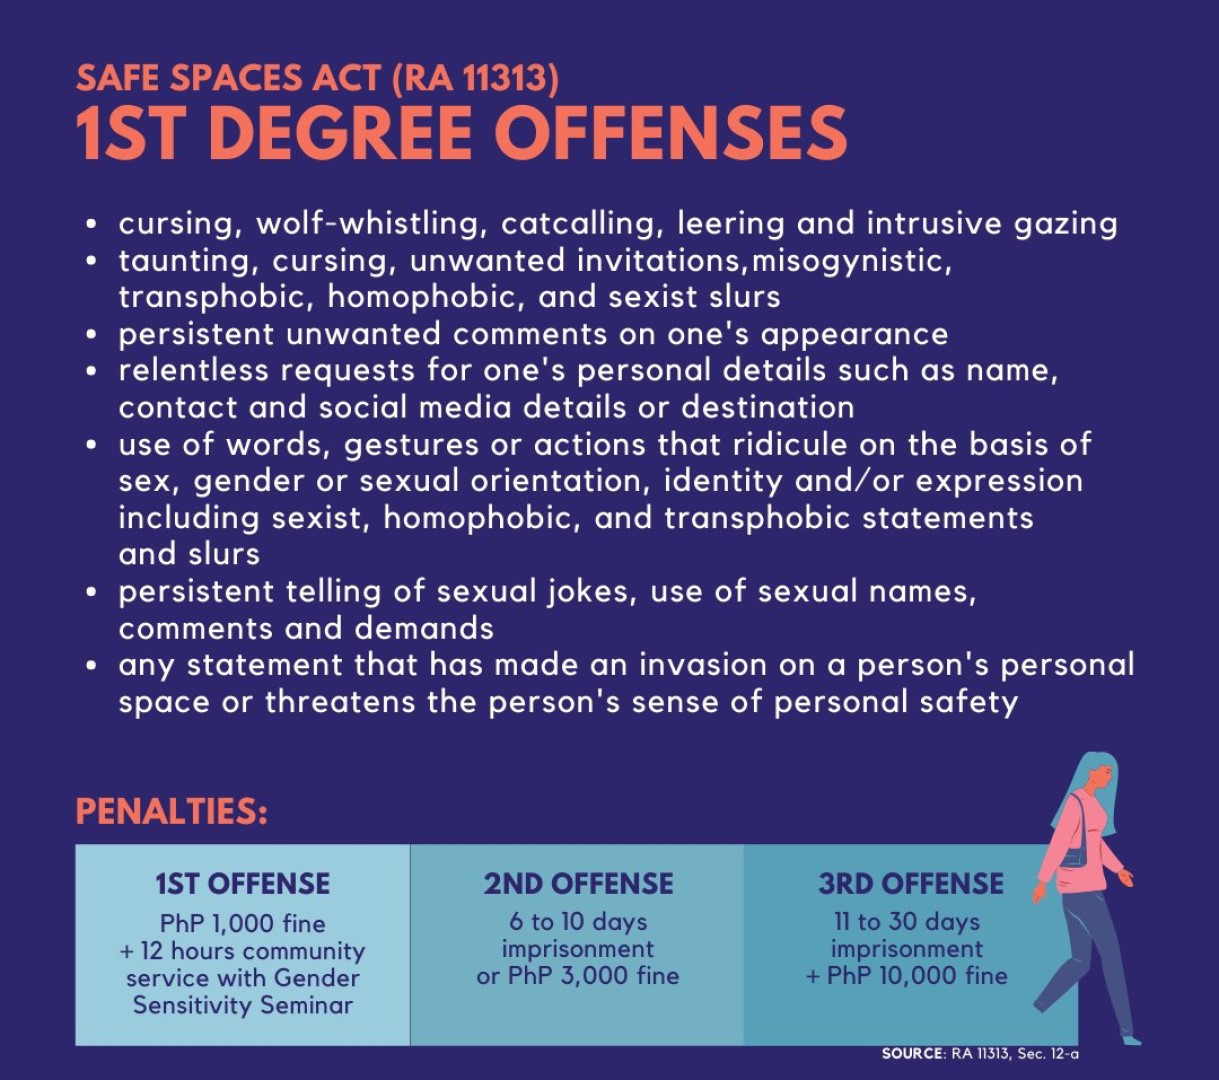 SAFE SPACES ACT (RA 11313)
1ST DEGREE OFFENSES
• cursing, wolf-whistling, catcalling, leering and intrusive gazing
• taunting, cursing, unwanted invitations,misogynistic,
transphobic, homophobic, and sexist slurs
• persistent unwanted comments on one's appearance
• relentless requests for one's personal details such as name,
contact and social media details or destination
• use of words, gestures or actions that ridicule on the basis of
sex, gender or sexual orientation, identity and/or expression
including sexist, homophobic, and transphobic statements
and slurs
• persistent telling of sexual jokes, use of sexual names,
comments and demands
• any statement that has made an invasion on a person's personal
space or threatens the person's sense of personal safety
PENALTIES:
1ST OFFENSE
PhP 1,000 fine
+ 12 hours community
service with Gender
Sensitivity Seminar
2ND OFFENSE
6 to 10 days
imprisonment
or PhP 3,000 fine
3RD OFFENSE
11 to 30 days
imprisonment
+ PhP 10,000 fine
SOURCE: RA 11313, Sec. 12-a